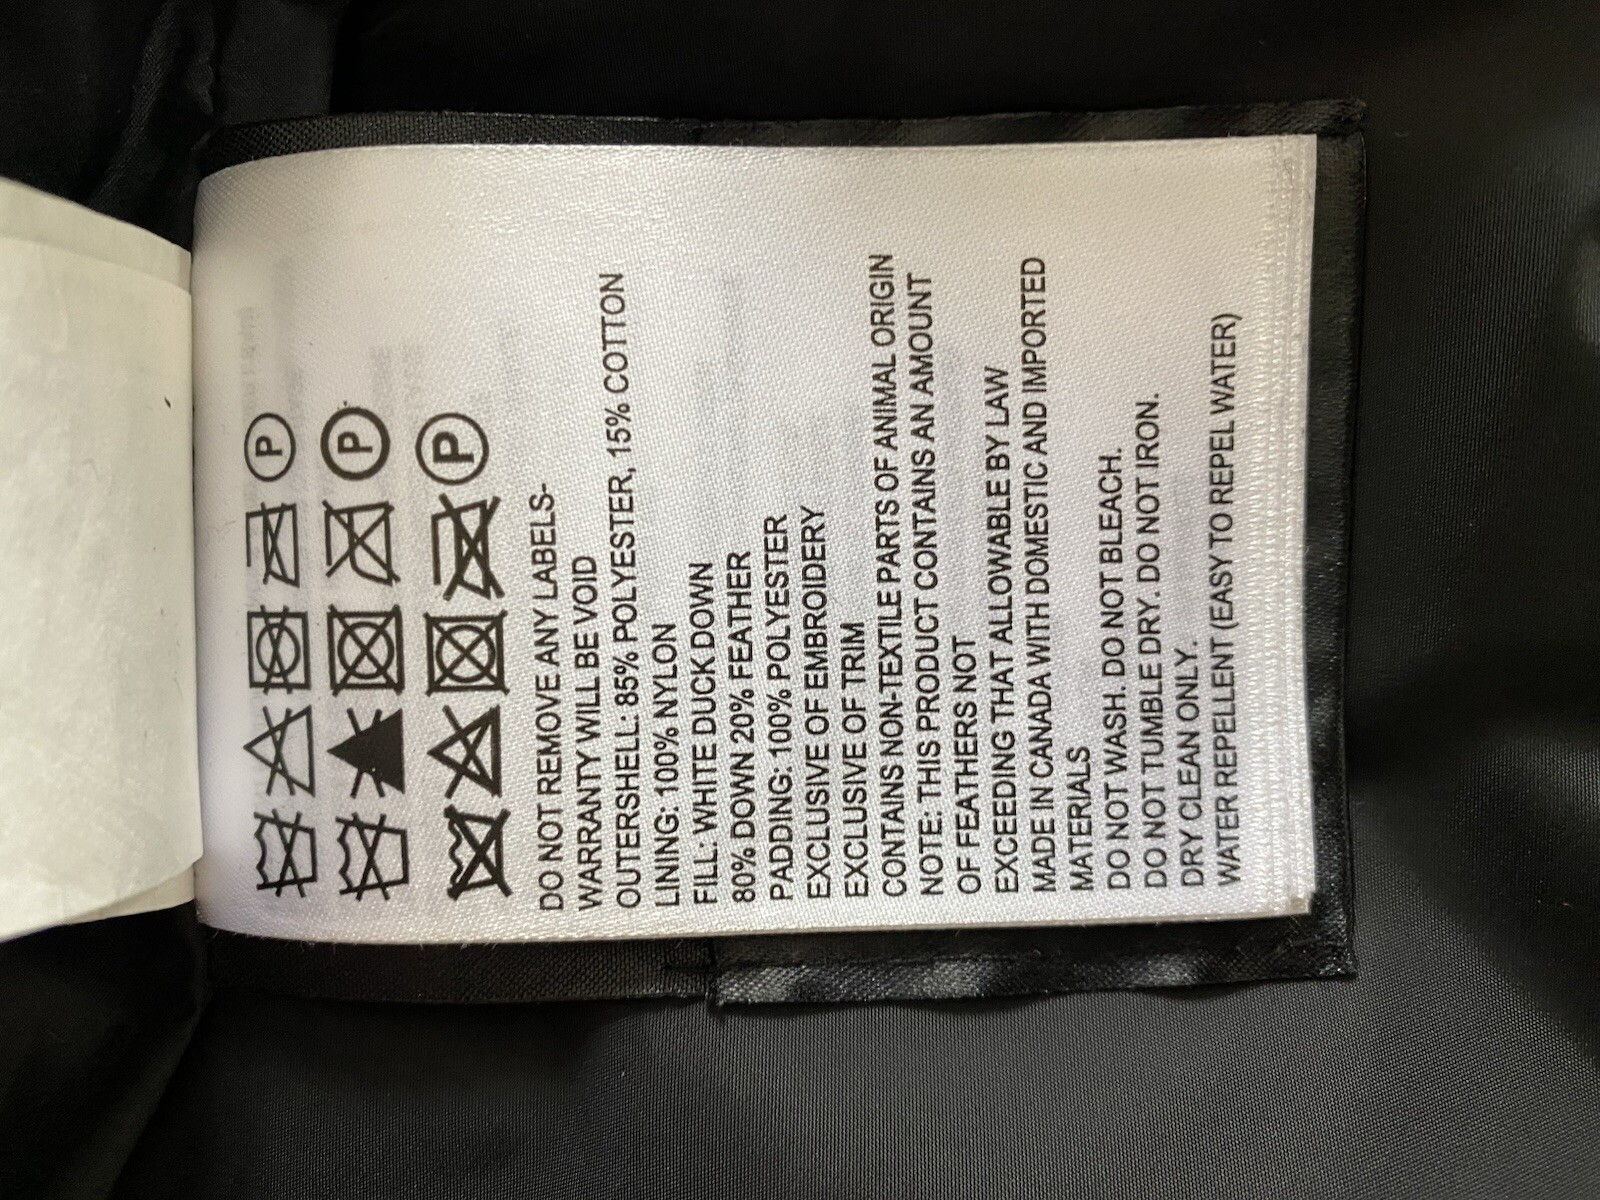 P
P
P
DO NOT REMOVE ANY LABELS-
WARRANTY WILL BE VOID
OUTERSHELL: 85% POLYESTER, 15% COTTON
LINING: 100% NYLON
FILL: WHITE DUCK DOWN
80% DOWN 20% FEATHER
PADDING: 100% POLYESTER
EXCLUSIVE OF EMBROIDERY
EXCLUSIVE OF TRIM
CONTAINS NON-TEXTILE PARTS OF ANIMAL ORIGIN
NOTE: THIS PRODUCT CONTAINS AN AMOUNT
OF FEATHERS NOT
EXCEEDING THAT ALLOWABLE BY LAW
MADE IN CANADA WITH DOMESTIC AND IMPORTED
MATERIALS
DO NOT WASH. DO NOT BLEACH.
DO NOT TUMBLE DRY. DO NOT IRON.
DRY CLEAN ONLY.
WATER REPELLENT (EASY TO REPEL WATER)